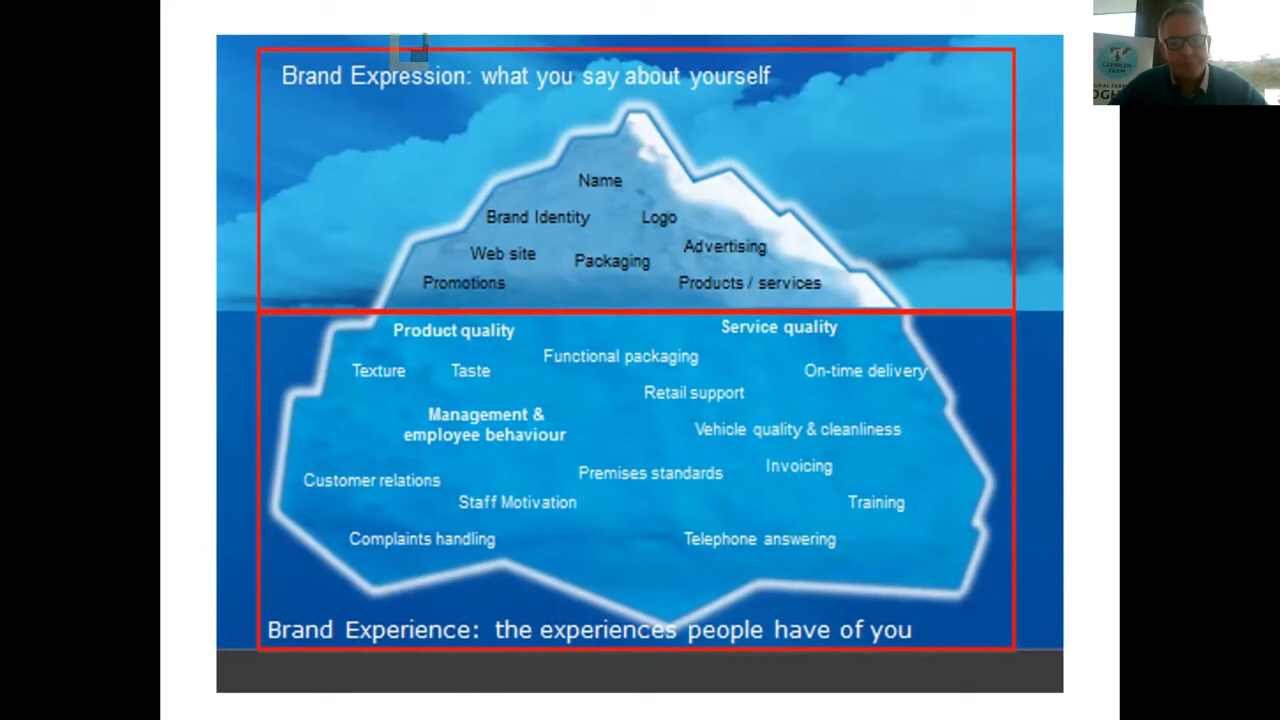 Brand Expression: what you say about yourself
Name
Brand Identity
Logo
Web site
Packaging
Advertising
Promotions
Products / services
Product quality
Service quality
Functional packaging
Texture
Taste
On-time delivery
Retail support
Management &
employee behaviour
Vehicle quality & cleanliness
Customer relations
Premises standards
Invoicing
Staff Motivation
Training
Complaints handling
Telephone answering
Brand Experience: the experiences people have of you
GLENILEN
FARM